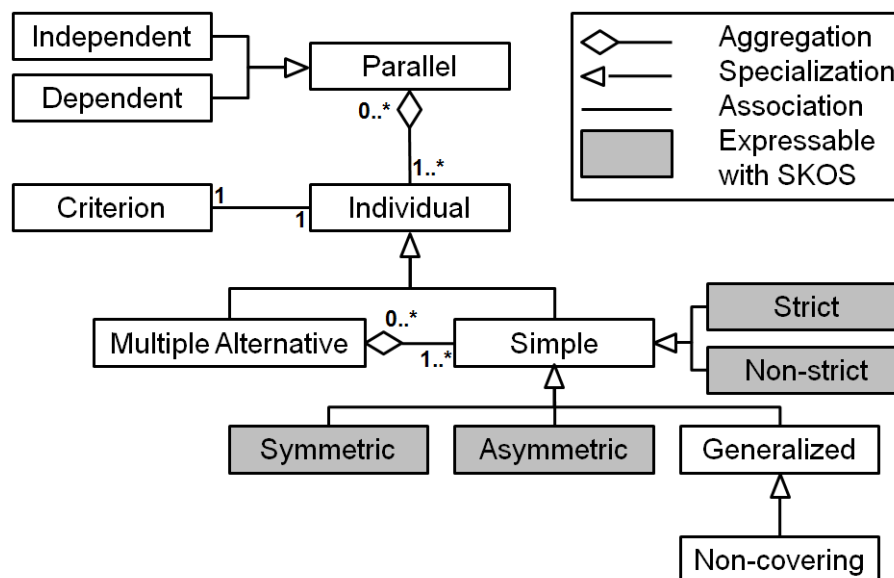 Independent
Dependent
Parallel
0..*
1..*
Criterion
1
1
Individual
Multiple Alternative
0..*
1..*
Simple
Strict
Non-strict
Symmetric
Asymmetric
Generalized
Non-covering
Aggregation
Specialization
Association
Expressable
with SKOS